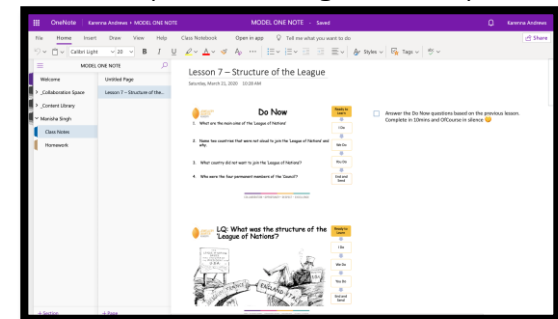 OneNote
Karenna Andrews > MODEL ONE NOTE
MODEL ONE NOTE - Saved
Karenna Andrews
File Home Insert Draw View Help Class Notebook Open in app Tell me what you want to do
Share
Calibri Light 20 B I U
Styles Tags
MODEL ONE NOTE
Welcome
_Collaboration Space
_Content Library
Manisha Singh
Class Notes
Homework
+ Section
Untitled Page
Lesson 7 – Structure of the...
+ Page
Lesson 7 – Structure of the League
Saturday, March 21, 2020 10:28 AM
Do Now
1. What are the main aims of the 'League of Nations'
2. Name two countries that were not allowed to join the 'League of Nations' and why.
3. What country did not want to join the 'League of Nations'?
4. Who were the four permanent members of the 'Council'?
Ready to Learn
I Do
We Do
You Do
End and Send
Answer the Do Now questions based on the previous lesson.
Complete in 10mins and OfCourse in silence
LQ: What was the structure of the 'League of Nations'?
Ready to Learn
I Do
We Do
You Do
End and Send